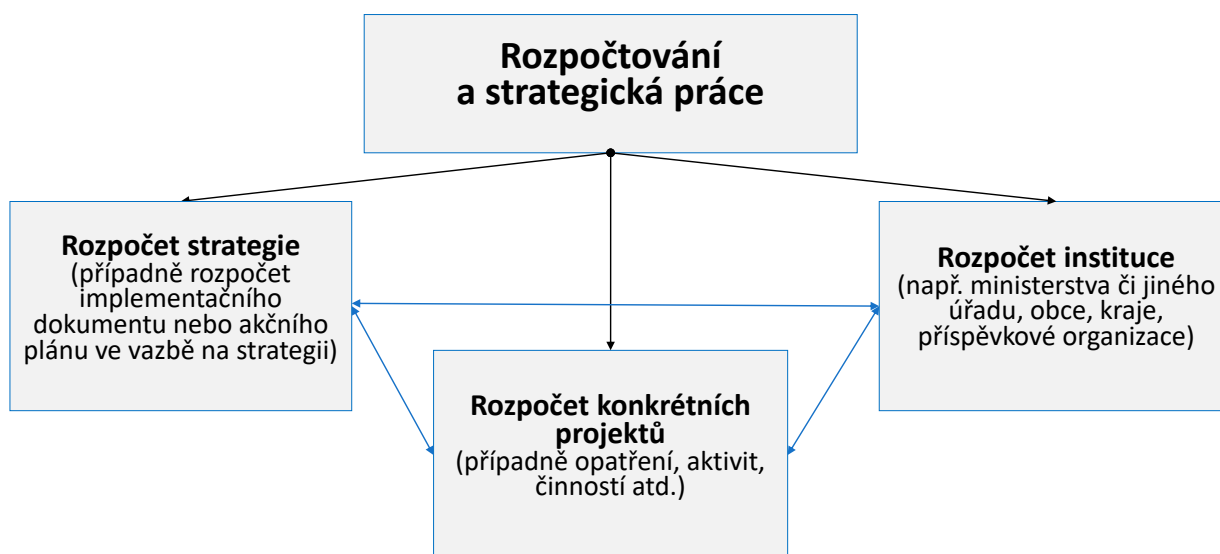 Rozpočtování
a strategická práce
Rozpočet strategie
(případně rozpočet
implementačního
dokumentu nebo akčního
plánu ve vazbě na strategii)
Rozpočet konkrétních
projektů
(případně opatření, aktivit,
činností atd.)
Rozpočet instituce
(např. ministerstva či jiného
úřadu, obce, kraje,
příspěvkové organizace)